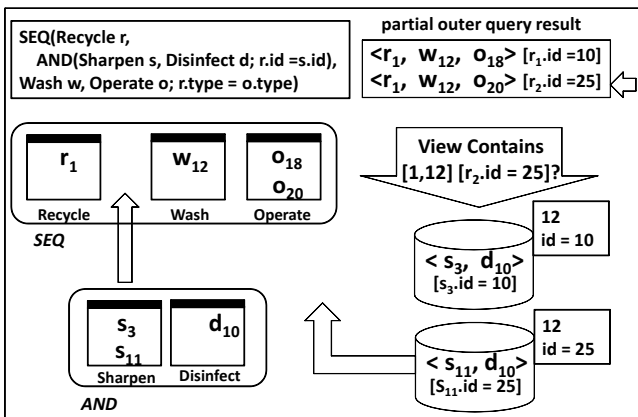 SEQ(Recycle r,
AND(Sharpen s, Disinfect d; r.id =s.id),
Wash w, Operate o; r.type = o.type)
partial outer query result
<r1, w12, o18> [r1.id =10]
<r1, w12, o20> [r2.id =25]
r1
w12
o18
o20
Recycle
Wash
Operate
SEQ
View Contains
[1,12] [r2.id = 25]?
12
id = 10
< s3, d10>
[s3.id = 10]
s3
s11
d10
Sharpen
Disinfect
AND
12
id = 25
< s11, d10>
[S11.id = 25]